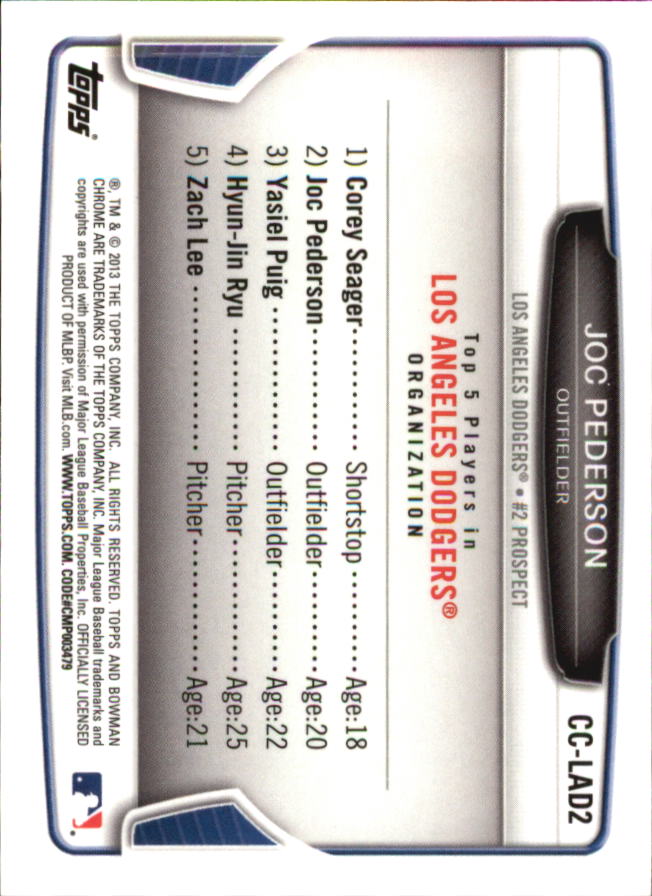 CC-LAD2
JOC PEDERSON
OUTFIELDER
LOS ANGELES DODGERS® • #2 PROSPECT
Top 5 Players in
LOS ANGELES DODGERS®
ORGANIZATION
1) Corey Seager............ Shortstop .......... Age:18
2) Joc Pederson............ Outfielder.......... Age:20
3) Yasiel Puig ............. Outfielder.......... Age:22
4) Hyun-Jin Ryu ............ Pitcher............. Age:25
5) Zach Lee ................ Pitcher............. Age:21
®, TM & © 2013 THE TOPPS COMPANY, INC. ALL RIGHTS RESERVED. TOPPS AND BOWMAN
CHROME ARE TRADEMARKS OF THE TOPPS COMPANY, INC. Major League Baseball trademarks and
copyrights are used with permission of Major League Baseball Properties, Inc. OFFICIALLY LICENSED
PRODUCT OF MLBP. Visit MLB.com. WWW.TOPPS.COM. CODE#CMP003479
topps®